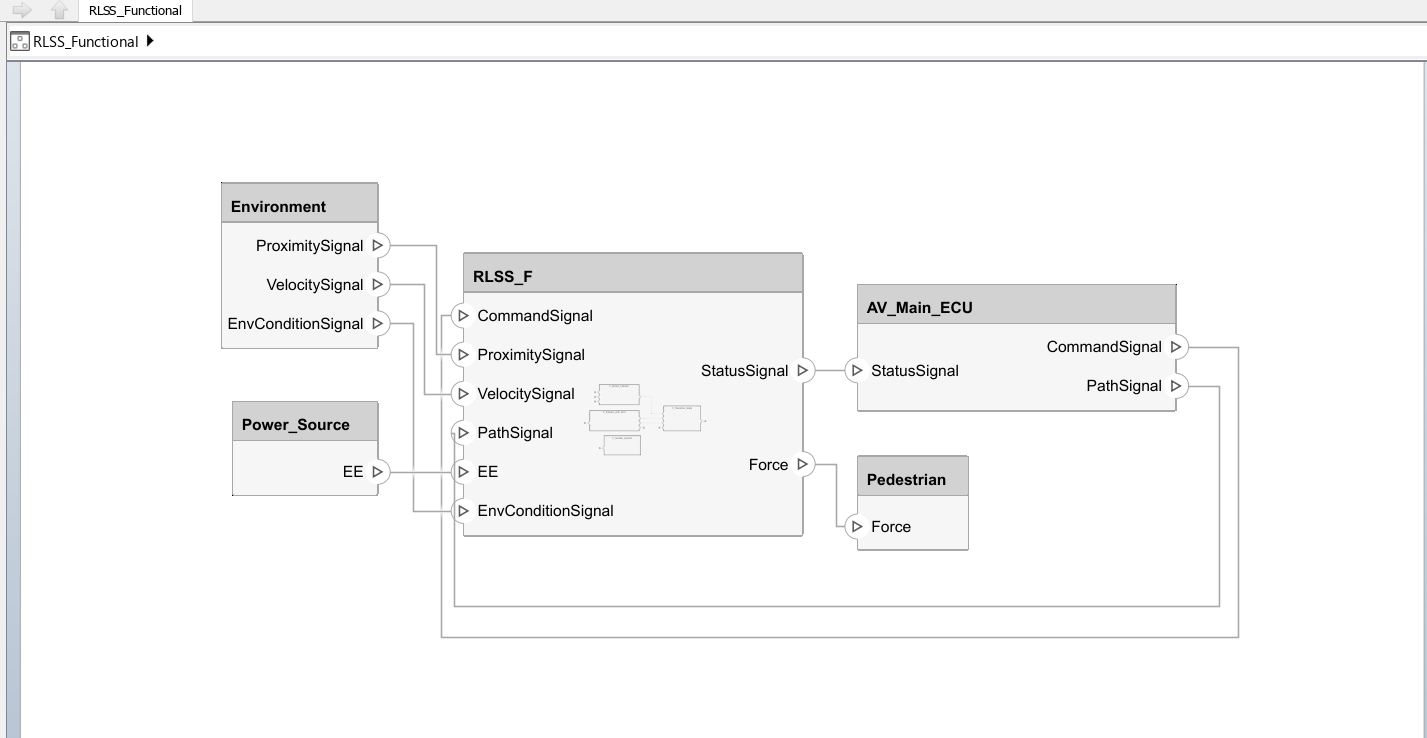 RLSS_Functional
RLSS_Functional
Environment
ProximitySignal
VelocitySignal
EnvConditionSignal
Power_Source
EE
RLSS_F
CommandSignal
ProximitySignal
VelocitySignal
PathSignal
EE
EnvConditionSignal
StatusSignal
Force
AV_Main_ECU
StatusSignal
CommandSignal
PathSignal
Pedestrian
Force